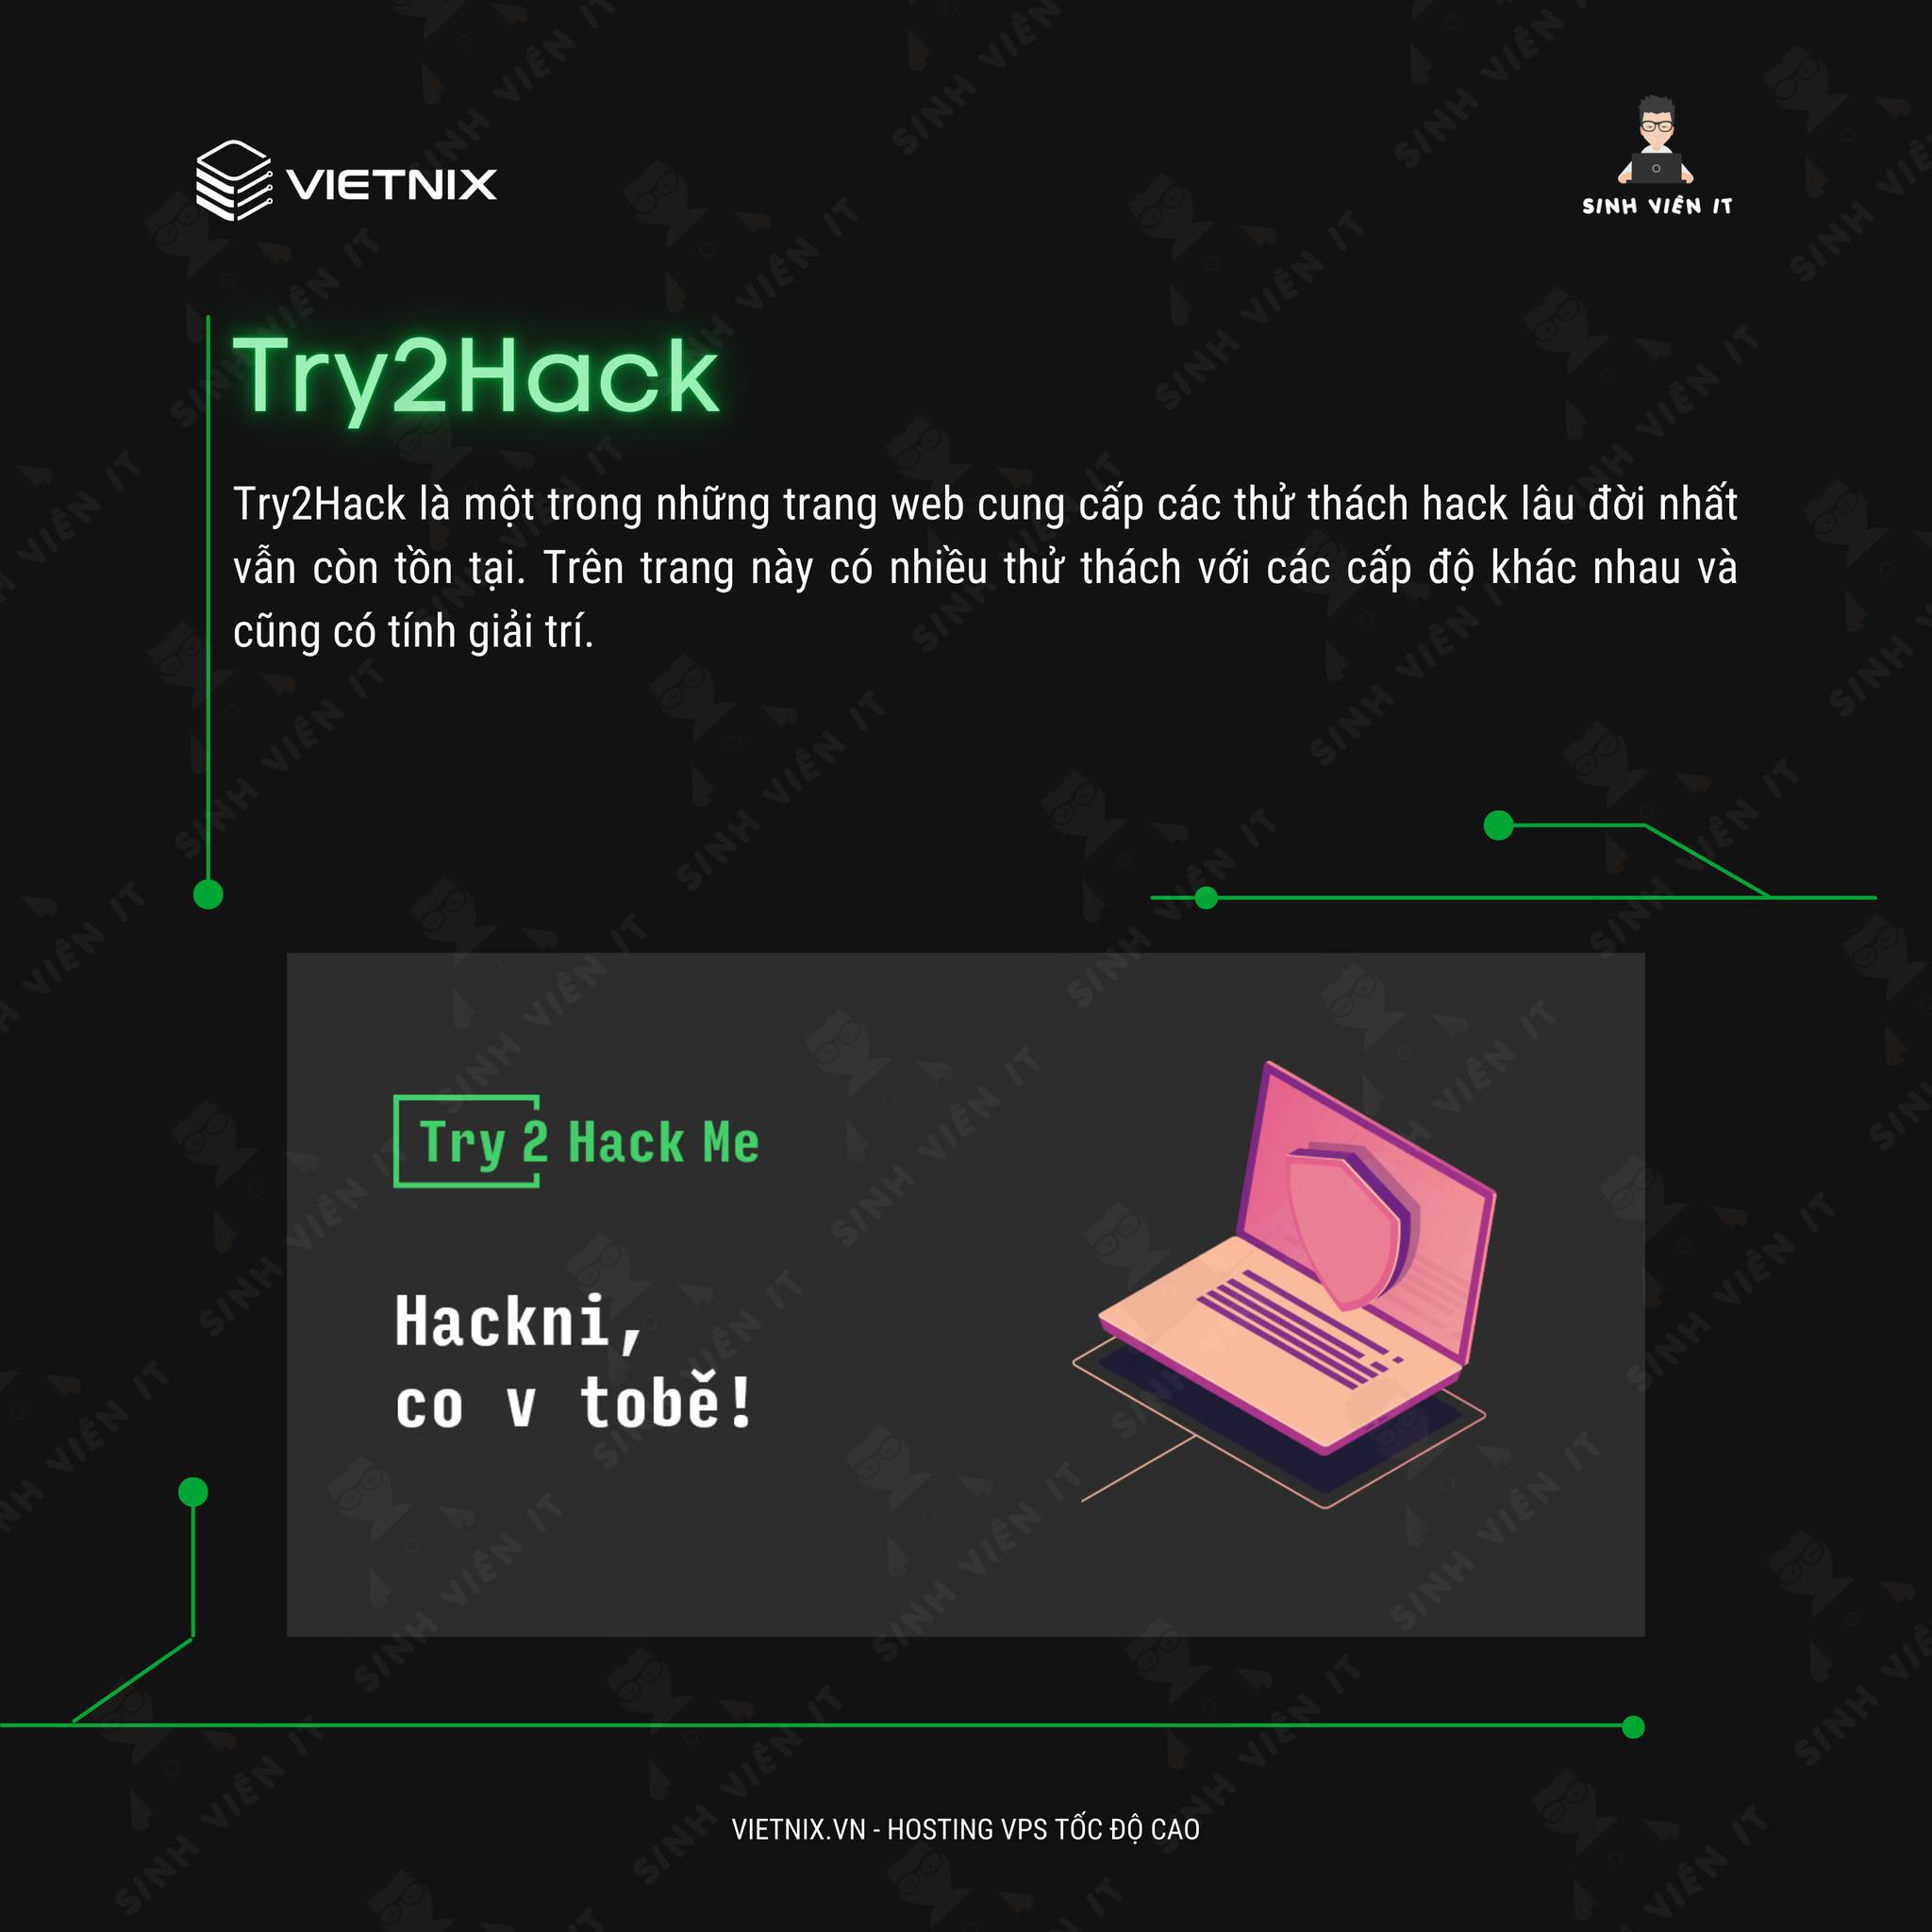 VIETNIX
SINH VIÊN IT
Try2Hack
Try2Hack là một trong những trang web cung cấp các thử thách hack lâu đời nhất
vẫn còn tồn tại. Trên trang này có nhiều thử thách với các cấp độ khác nhau và
cũng có tính giải trí.
Try 2 Hack Me
Hackni,
co v tobě!
VIETNIX.VN - HOSTING VPS TỐC ĐỘ CAO